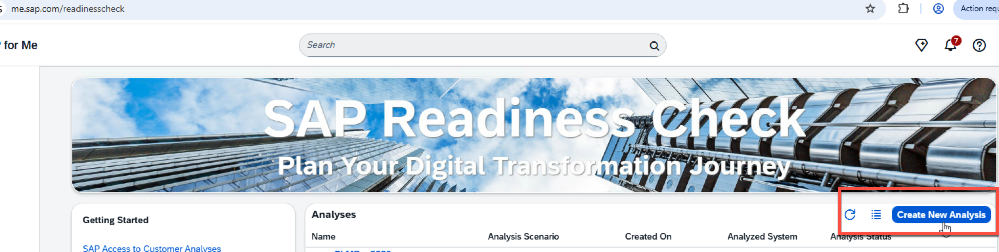 me.sap.com/readinesscheck
Action requ
for Me
Search
7
SAP Readiness Check
Plan Your Digital Transformation Journey
Getting Started
SAP Access to Customer Analyses
Analyses
Create New Analysis
Name
Analysis Scenario
Created On
Analyzed System
Analysis Status